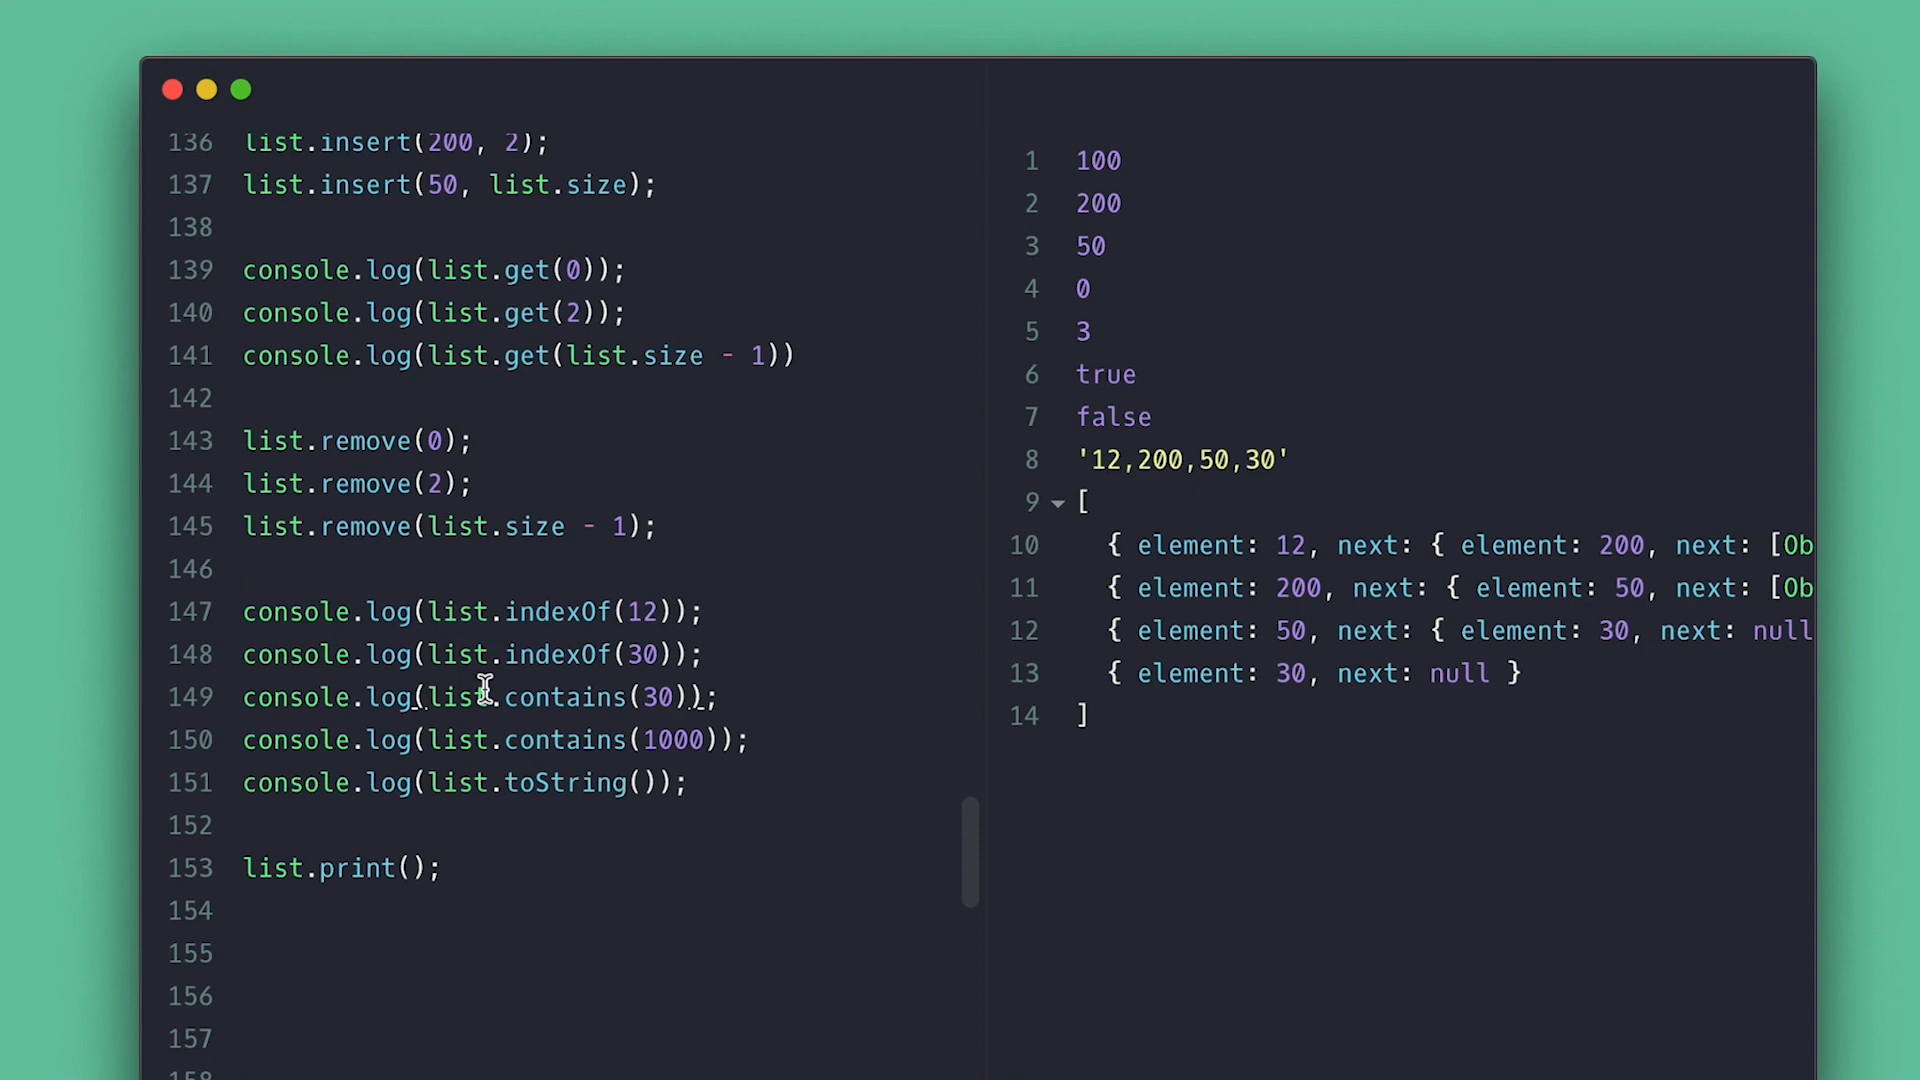 136 list.insert(200, 2);
137 list.insert(50, list.size);
138
139 console.log(list.get(0));
140 console.log(list.get(2));
141 console.log(list.get(list.size - 1))
142
143 list.remove(0);
144 list.remove(2);
145 list.remove(list.size - 1);
146
147 console.log(list.indexOf(12));
148 console.log(list.indexOf(30));
149 console.log(list.contains(30));
150 console.log(list.contains(1000));
151 console.log(list.toString());
152
153 list.print();
154
155
156
157
158
1 100
2 200
3 50
4 0
5 3
6 true
7 false
8 '12,200,50,30'
9 [
10 { element: 12, next: { element: 200, next: [Ob
11 { element: 200, next: { element: 50, next: [Ob
12 { element: 50, next: { element: 30, next: null
13 { element: 30, next: null }
14 ]